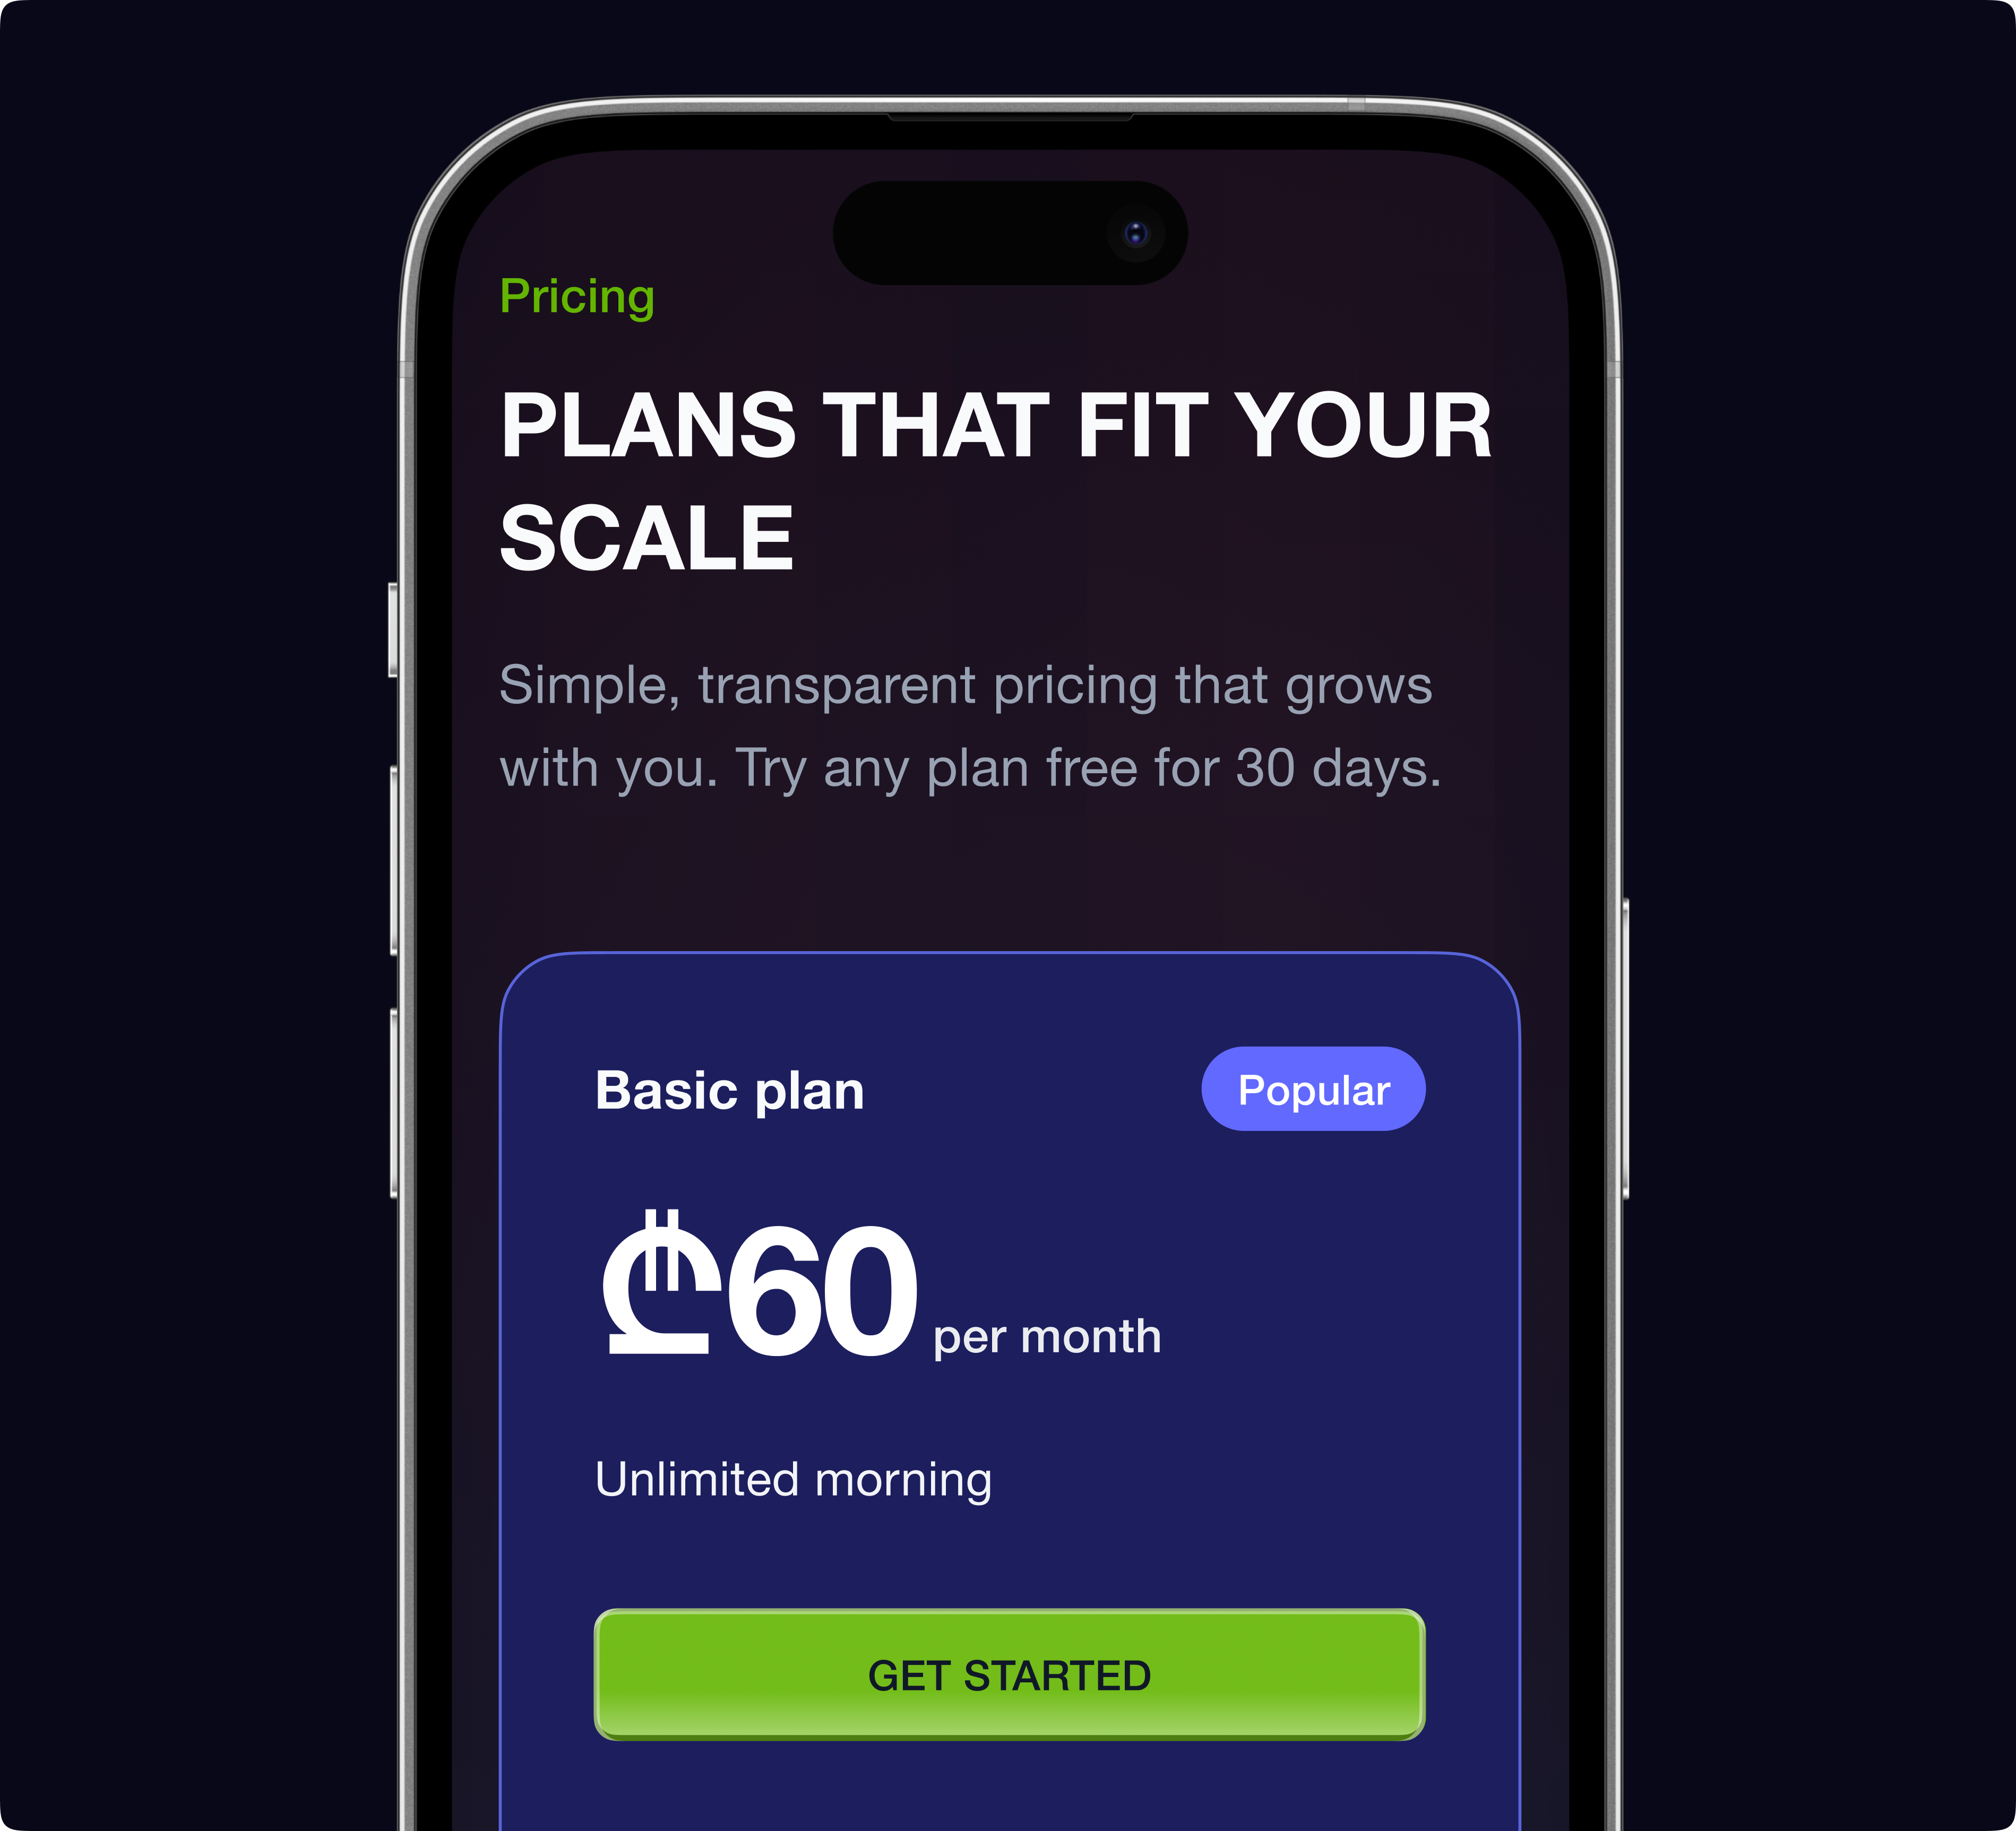 Pricing
PLANS THAT FIT YOUR
SCALE
Simple, transparent pricing that grows
with you. Try any plan free for 30 days.
Basic plan
Popular
₾60 per month
Unlimited morning
GET STARTED